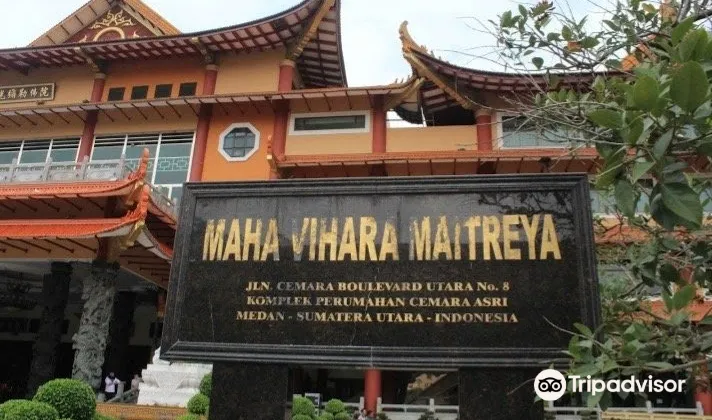 MAHA VIHARA MAITREYA
JLN. CEMARA BOULEVARD UTARA No. 8
KOMPLEK PERUMAHAN CEMARA ASRI
MEDAN - SUMATERA UTARA - INDONESIA
Tripadvisor